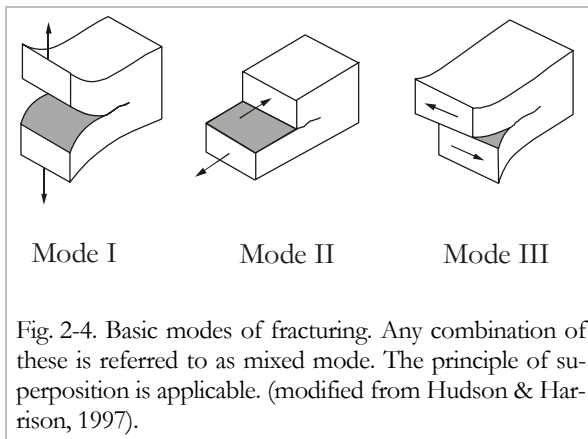 Mode I Mode II Mode III
Fig. 2-4. Basic modes of fracturing. Any combination of
these is referred to as mixed mode. The principle of su-
perposition is applicable. (modified from Hudson & Har-
rison, 1997).